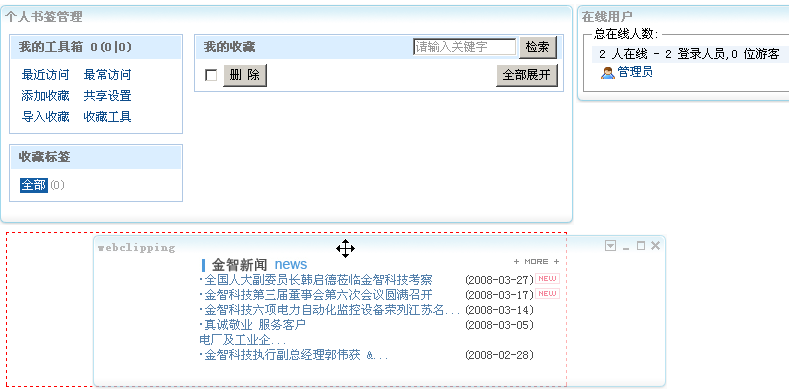 个人书签管理
我的工具箱 0(0|0)
最近访问 最常访问
添加收藏 共享设置
导入收藏 收藏工具
收藏标签
全部(0)
我的收藏 请输入关键字 检索
删 除 全部展开
在线用户
总在线人数:
2 人在线 - 2 登录人员,0 位游客
管理员
webclipping
金智新闻 news + MORE +
·全国人大副委员长韩启德莅临金智科技考察 (2008-03-27) NEW
·金智科技第三届董事会第六次会议圆满召开 (2008-03-17) NEW
·金智科技六项电力自动化监控设备荣列江苏名... (2008-03-14)
·真诚敬业 服务客户 (2008-03-05)
电厂及工业企...
·金智科技执行副总经理郭伟获 &... (2008-02-28)